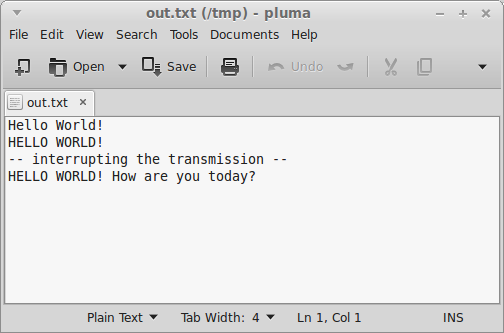 out.txt (/tmp) - pluma
File Edit View Search Tools Documents Help
Open Save Undo
out.txt
Hello World!
HELLO WORLD!
-- interrupting the transmission --
HELLO WORLD! How are you today?
Plain Text Tab Width: 4 Ln 1, Col 1 INS